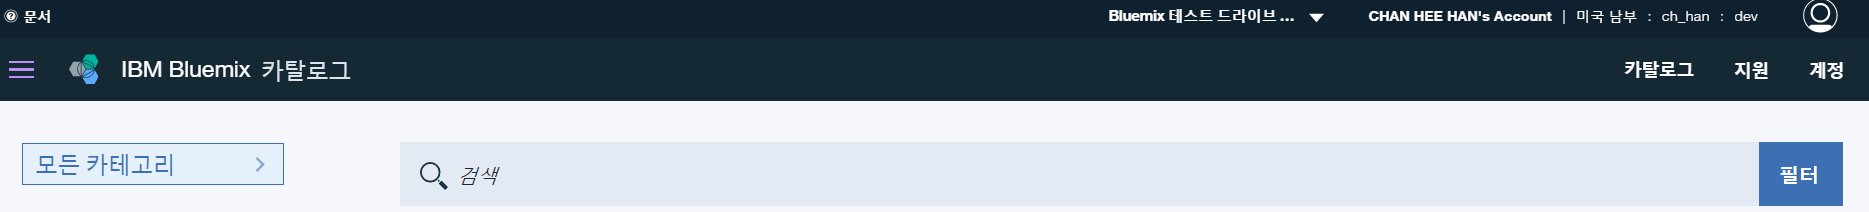 문서
Bluemix 테스트 드라이브 ... CHAN HEE HAN's Account | 미국 남부 : ch_han : dev
IBM Bluemix 카탈로그
카탈로그 지원 계정
모든 카테고리
검색
필터